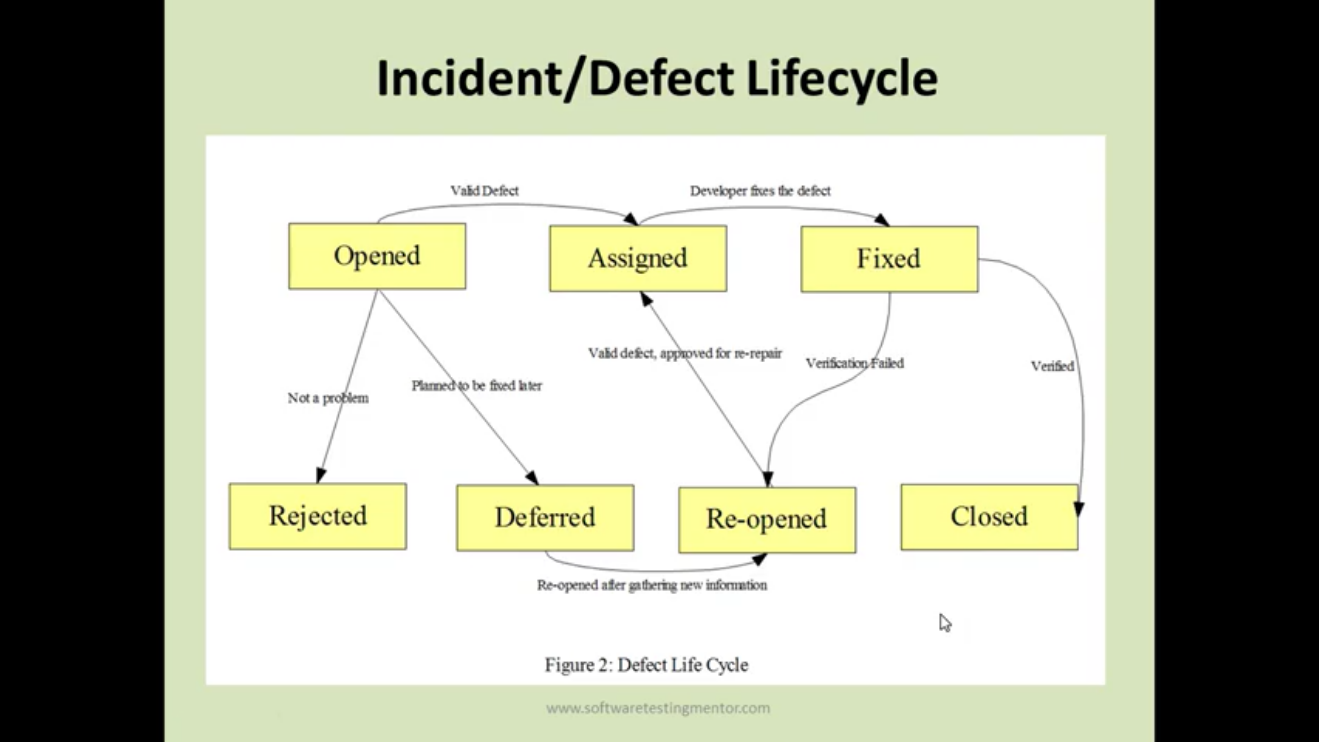 Incident/Defect Lifecycle
Valid Defect
Developer fixes the defect
Opened
Assigned
Fixed
Valid defect, approved for re-repair
Verification Failed
Verified
Planned to be fixed later
Not a problem
Rejected
Deferred
Re-opened
Closed
Re-opened after gathering new information
Figure 2: Defect Life Cycle
www.softwaretestingmentor.com